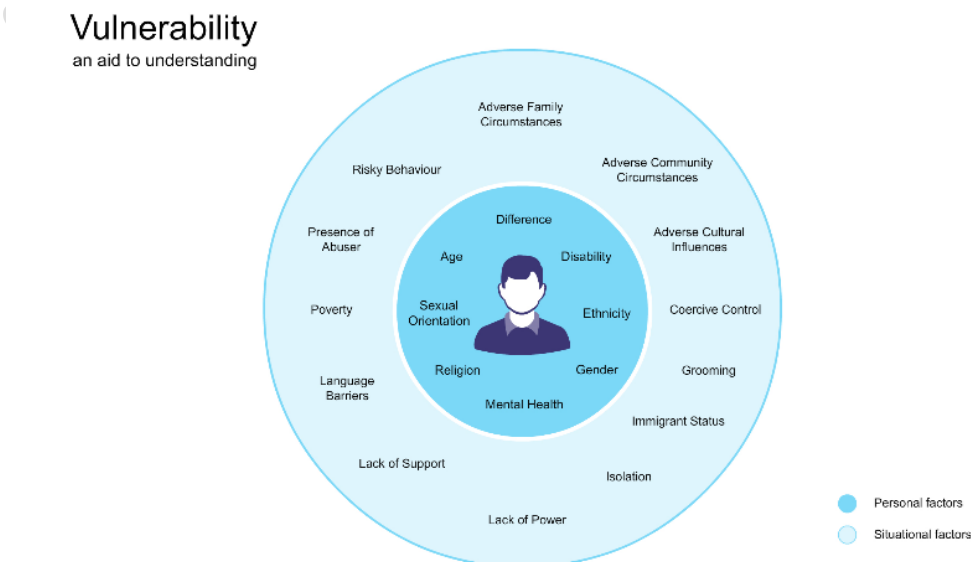 Vulnerability
an aid to understanding
Adverse Family
Circumstances
Risky Behaviour
Adverse Community
Circumstances
Presence of
Abuser
Adverse Cultural
Influences
Poverty
Coercive Control
Language
Barriers
Grooming
Immigrant Status
Lack of Support
Isolation
Lack of Power
Difference
Age
Disability
Sexual
Orientation
Ethnicity
Religion
Gender
Mental Health
Personal factors
Situational factors